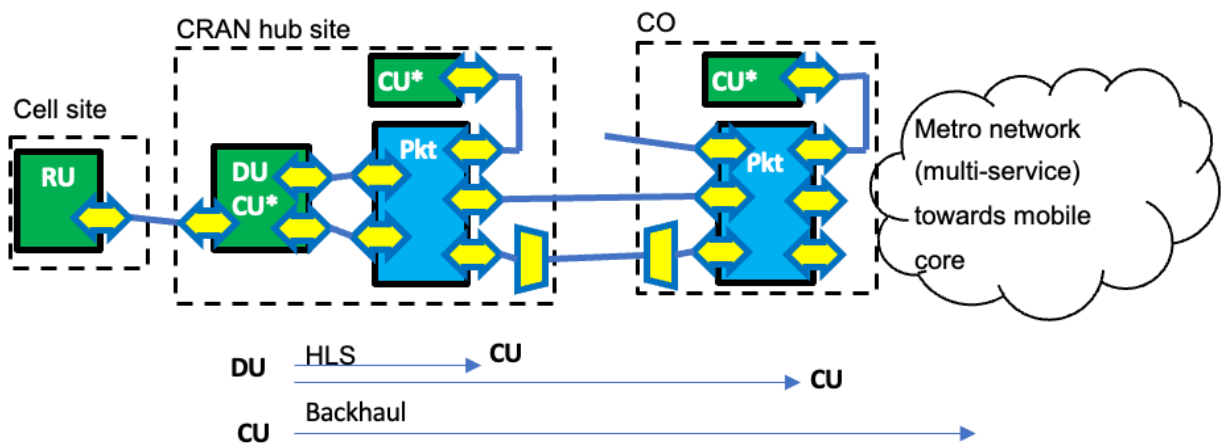 CRAN hub site
CO
CU*
CU*
Cell site
RU
DU
CU*
Pkt
Pkt
Metro network
(multi-service)
towards mobile
core
HLS
CU
DU
CU
Backhaul
CU